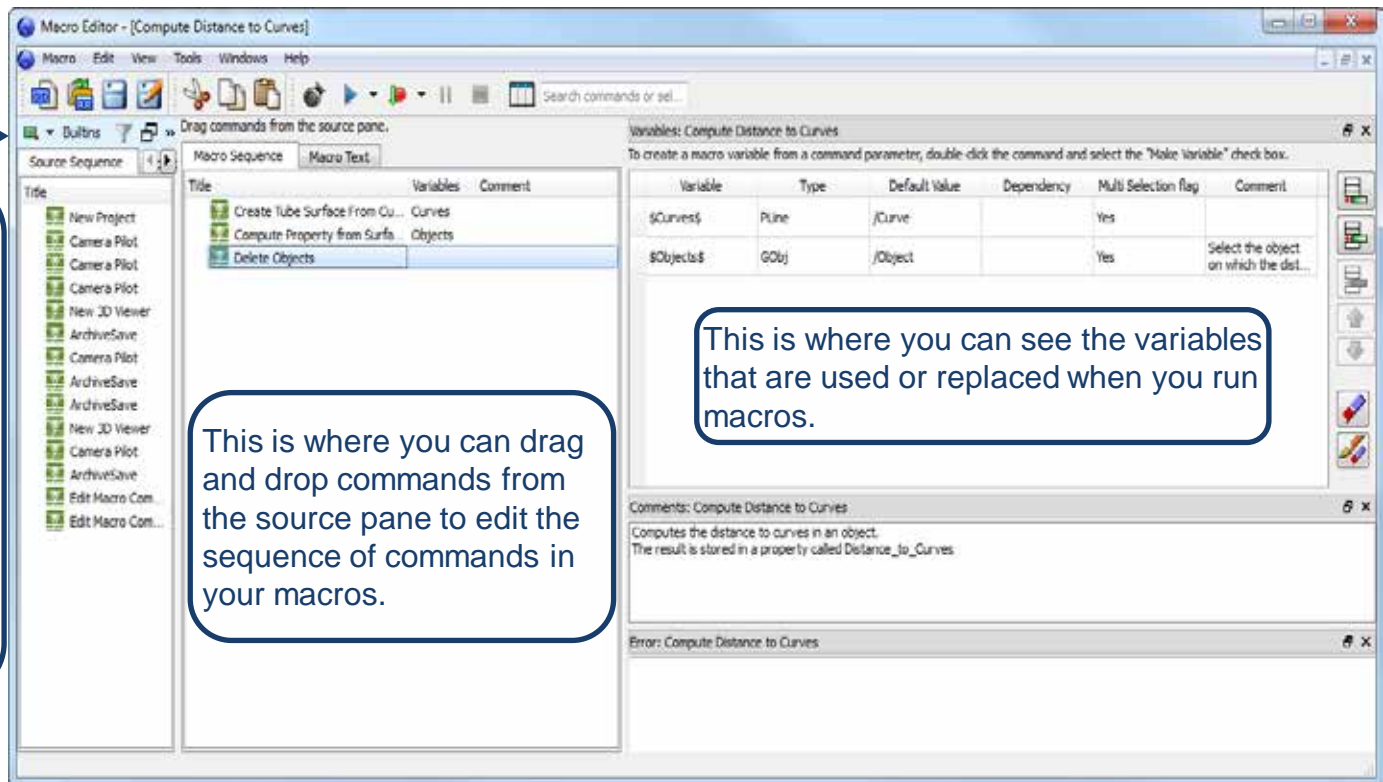 Macro Editor - [Compute Distance to Curves]
Macro Edit View Tools Windows Help
Search commands or sel...
Builtins »
Drag commands from the source pane.
Source Sequence
Title
New Project
Camera Pilot
Camera Pilot
Camera Pilot
New 3D Viewer
ArchiveSave
Camera Pilot
ArchiveSave
ArchiveSave
New 3D Viewer
Camera Pilot
ArchiveSave
Edit Macro Com...
Edit Macro Com...
Macro Sequence Macro Text
Title Variables Comment
Create Tube Surface From Cu... Curves
Compute Property from Surfa... Objects
Delete Objects
This is where you can drag
and drop commands from
the source pane to edit the
sequence of commands in
your macros.
Variables: Compute Distance to Curves
To create a macro variable from a command parameter, double-click the command and select the "Make Variable" check box.
Variable Type Default Value Dependency Multi Selection flag Comment
$Curves$ PLine /Curve Yes
$Objects$ GObj /Object Yes Select the object
on which the dist...
This is where you can see the variables
that are used or replaced when you run
macros.
Comments: Compute Distance to Curves
Computes the distance to curves in an object.
The result is stored in a property called Distance_to_Curves
Error: Compute Distance to Curves